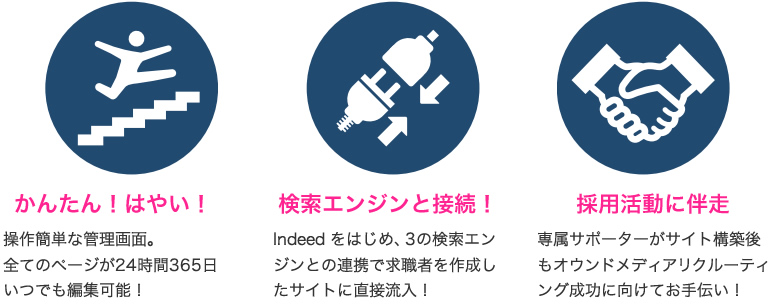 かんたん！はやい！
操作簡単な管理画面。
全てのページが24時間365日
いつでも編集可能！
検索エンジンと接続！
Indeed をはじめ、3の検索エン
ジンとの連携で求職者を作成し
たサイトに直接流入！
採用活動に伴走
専属サポーターがサイト構築後
もオウンドメディアリクルーティ
ング成功に向けてお手伝い！